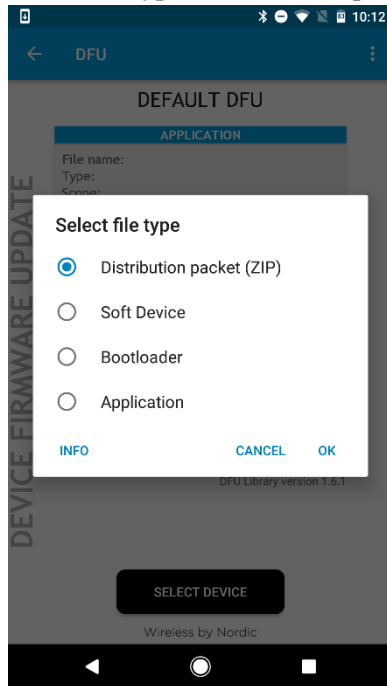 10:12
DFU
DEFAULT DFU
APPLICATION
File name:
Type:
Scope:
DEVICE FIRMWARE UPDATE
Select file type
Distribution packet (ZIP)
Soft Device
Bootloader
Application
INFO CANCEL OK
DFU Library version 1.6.1
SELECT DEVICE
Wireless by Nordic